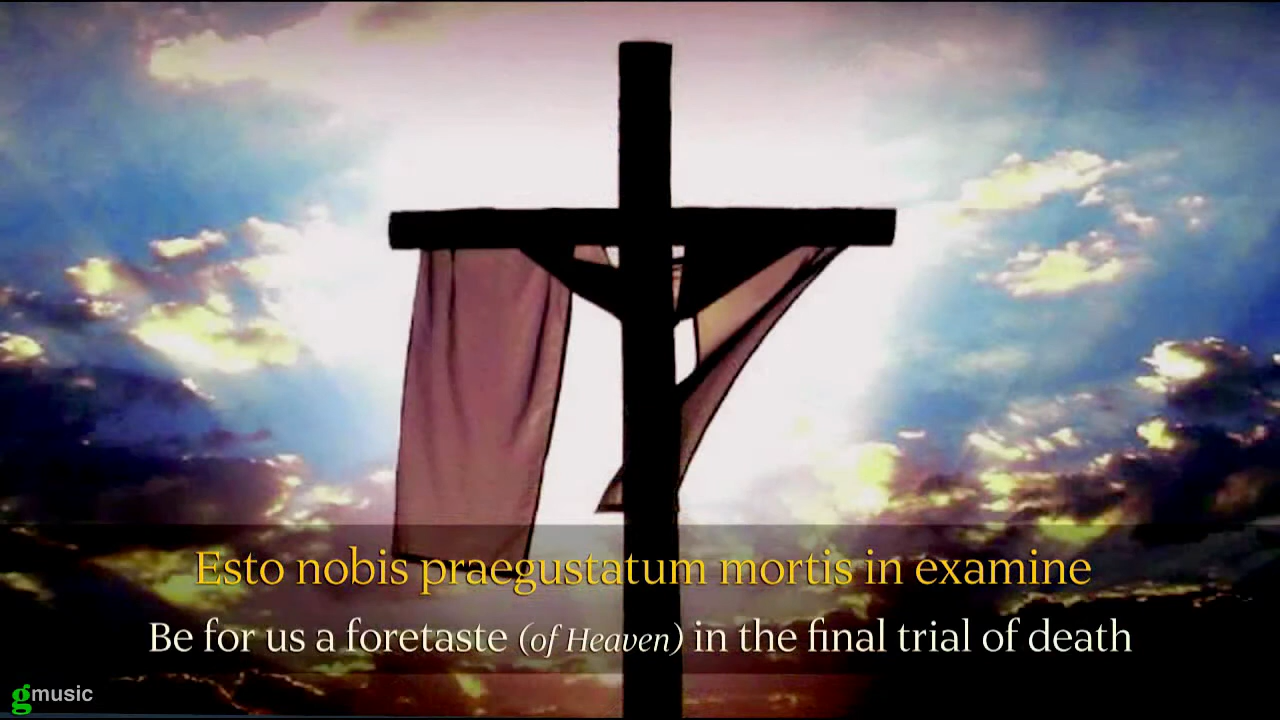 Esto nobis praegustatum mortis in examine
Be for us a foretaste (of Heaven) in the final trial of death
gmusic